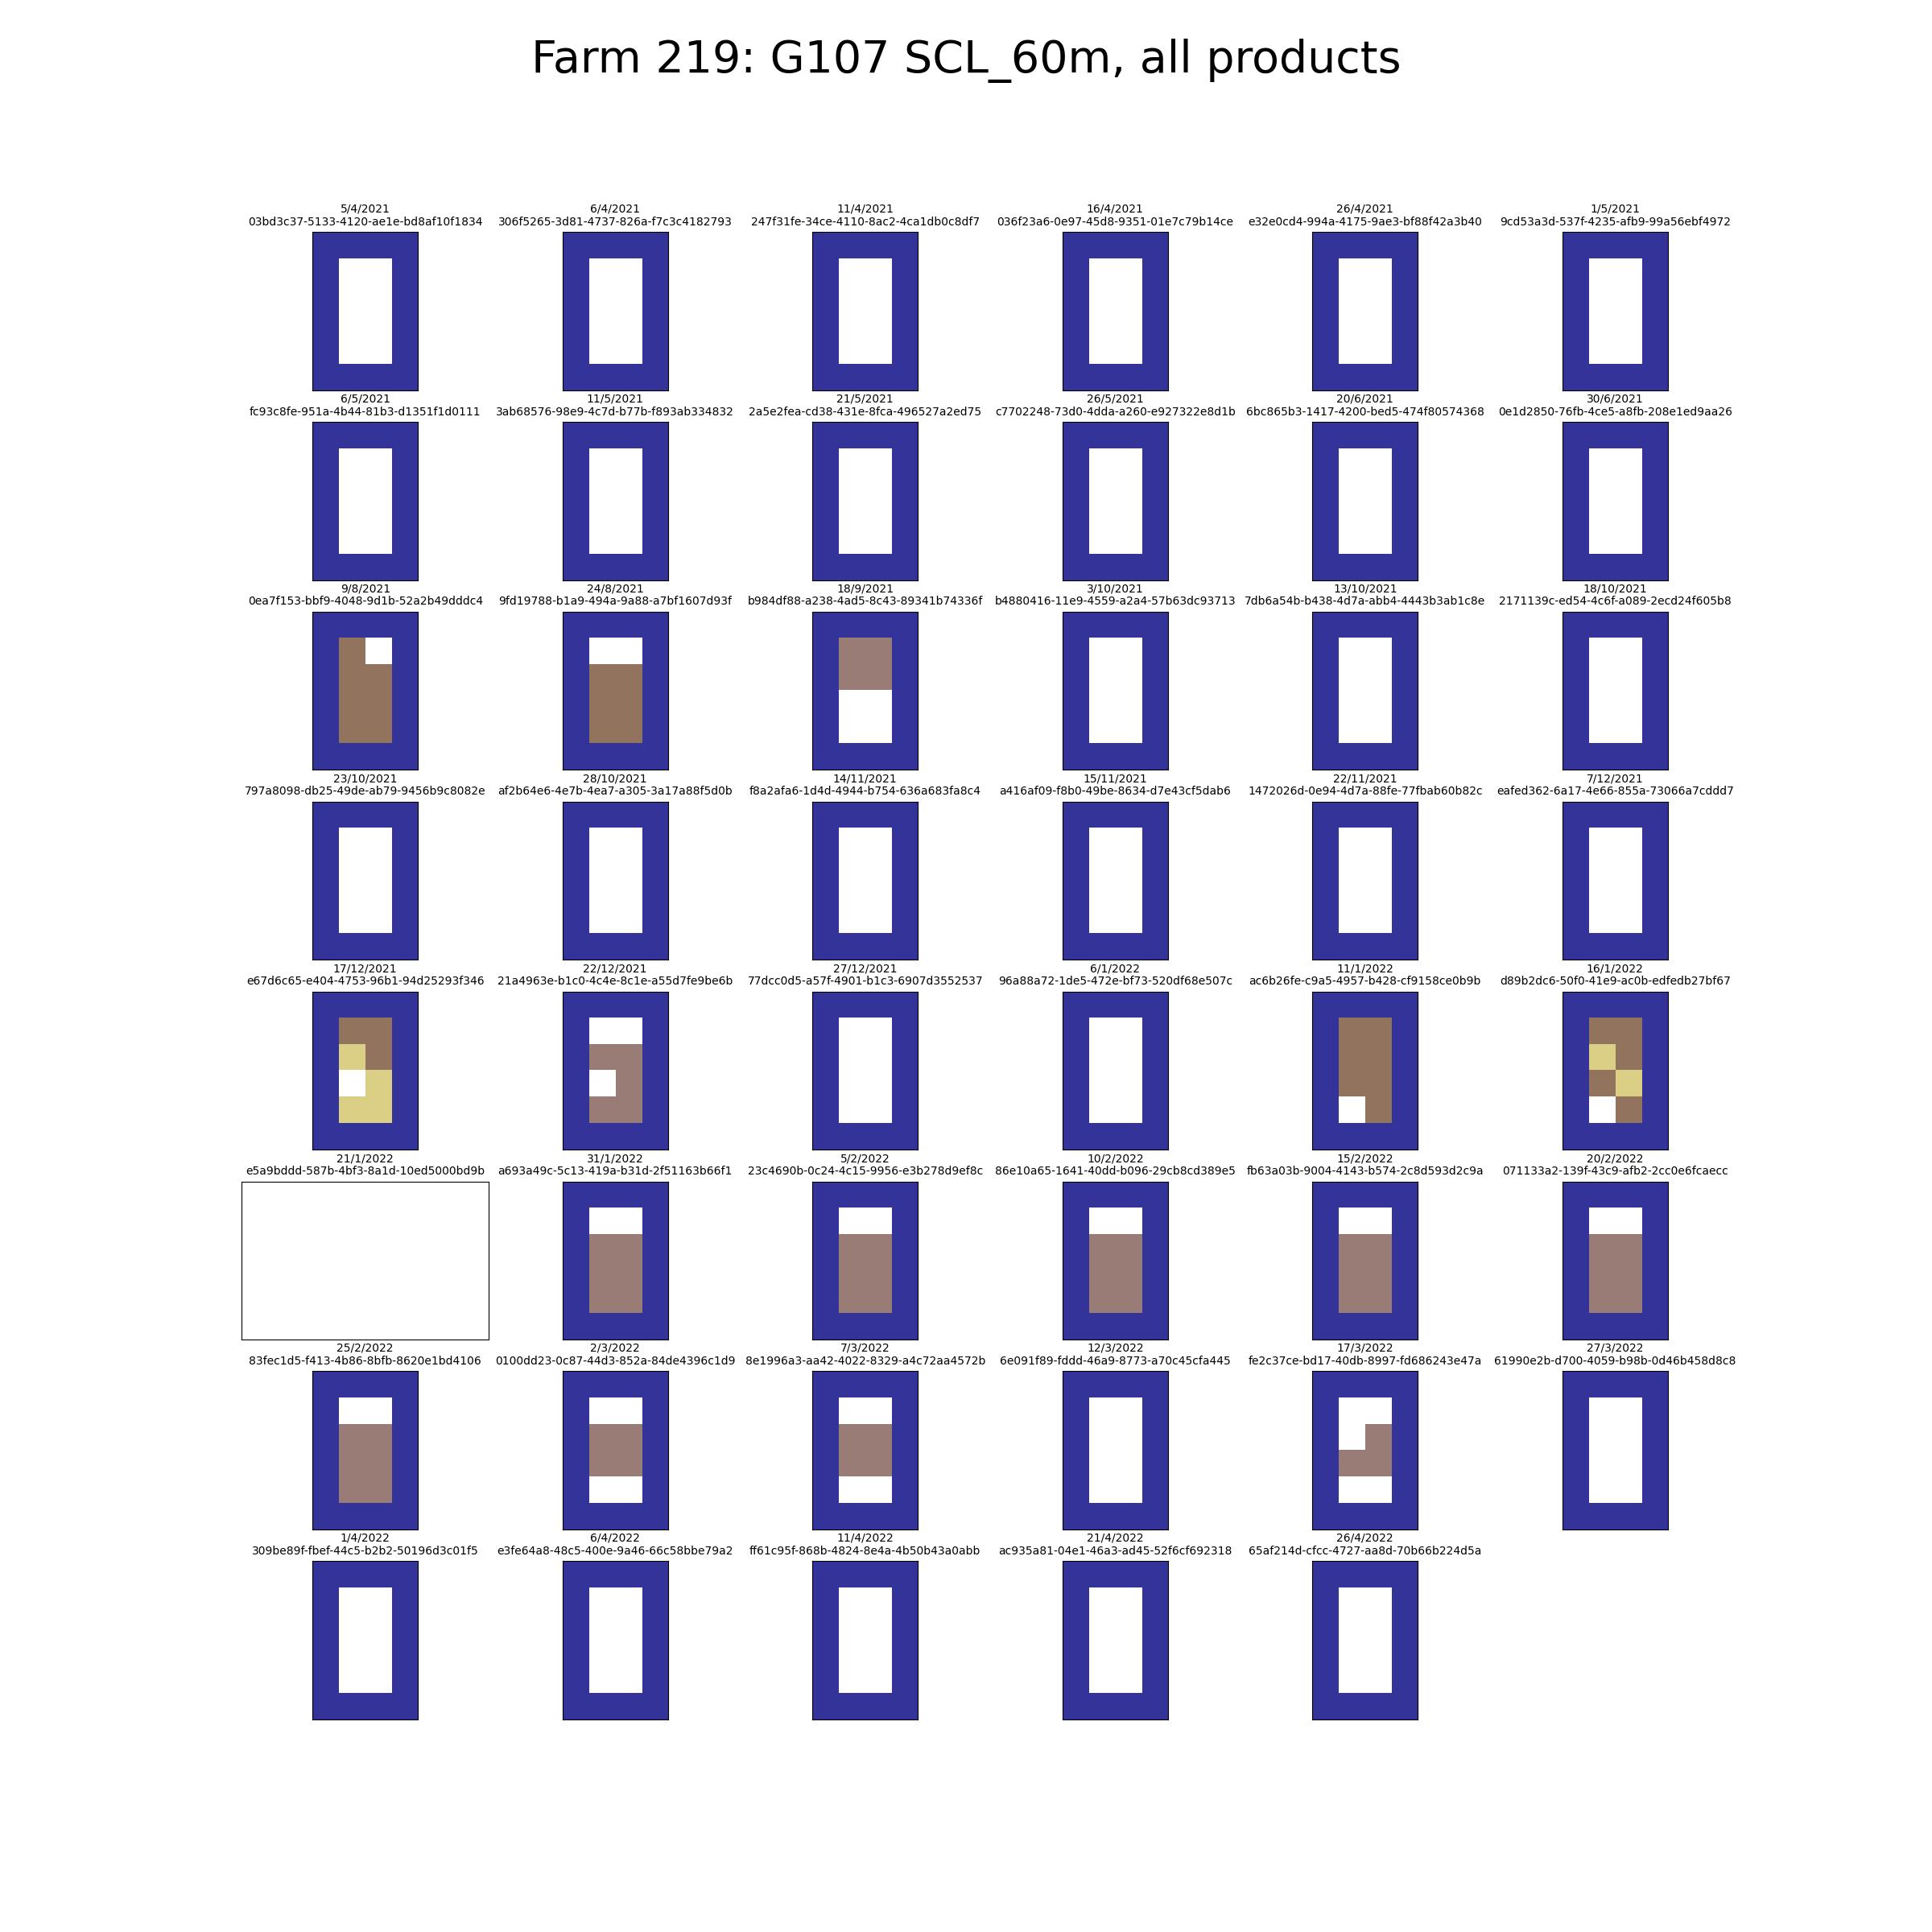 Farm 219: G107 SCL_60m, all products
5/4/2021
03bd3c37-5133-4120-ae1e-bd8af10f1834
6/4/2021
306f5265-3d81-4737-826a-f7c3c4182793
11/4/2021
247f31fe-34ce-4110-8ac2-4ca1db0c8df7
16/4/2021
036f23a6-0e97-45d8-9351-01e7c79b14ce
26/4/2021
e32e0cd4-994a-4175-9ae3-bf88f42a3b40
1/5/2021
9cd53a3d-537f-4235-afb9-99a56ebf4972
6/5/2021
fc93c8fe-951a-4b44-81b3-d1351f1d0111
11/5/2021
3ab68576-98e9-4c7d-b77b-f893ab334832
21/5/2021
2a5e2fea-cd38-431e-8fca-496527a2ed75
26/5/2021
c7702248-73d0-4dda-a260-e927322e8d1b
20/6/2021
6bc865b3-1417-4200-bed5-474f80574368
30/6/2021
0e1d2850-76fb-4ce5-a8fb-208e1ed9aa26
9/8/2021
0ea7f153-bbf9-4048-9d1b-52a2b49dddc4
24/8/2021
9fd19788-b1a9-494a-9a88-a7bf1607d93f
18/9/2021
b984df88-a238-4ad5-8c43-89341b74336f
3/10/2021
b4880416-11e9-4559-a2a4-57b63dc93713
13/10/2021
7db6a54b-b438-4d7a-abb4-4443b3ab1c8e
18/10/2021
2171139c-ed54-4c6f-a089-2ecd24f605b8
23/10/2021
797a8098-db25-49de-ab79-9456b9c8082e
28/10/2021
af2b64e6-4e7b-4ea7-a305-3a17a88f5d0b
14/11/2021
f8a2afa6-1d4d-4944-b754-636a683fa8c4
15/11/2021
a416af09-f8b0-49be-8634-d7e43cf5dab6
22/11/2021
1472026d-0e94-4d7a-88fe-77fbab60b82c
7/12/2021
eafed362-6a17-4e66-855a-73066a7cddd7
17/12/2021
e67d6c65-e404-4753-96b1-94d25293f346
22/12/2021
21a4963e-b1c0-4c4e-8c1e-a55d7fe9be6b
27/12/2021
77dcc0d5-a57f-4901-b1c3-6907d3552537
6/1/2022
96a88a72-1de5-472e-bf73-520df68e507c
11/1/2022
ac6b26fe-c9a5-4957-b428-cf9158ce0b9b
16/1/2022
d89b2dc6-50f0-41e9-ac0b-edfedb27bf67
21/1/2022
e5a9bddd-587b-4bf3-8a1d-10ed5000bd9b
31/1/2022
a693a49c-5c13-419a-b31d-2f51163b66f1
5/2/2022
23c4690b-0c24-4c15-9956-e3b278d9ef8c
10/2/2022
86e10a65-1641-40dd-b096-29cb8cd389e5
15/2/2022
fb63a03b-9004-4143-b574-2c8d593d2c9a
20/2/2022
071133a2-139f-43c9-afb2-2cc0e6fcaecc
25/2/2022
83fec1d5-f413-4b86-8bfb-8620e1bd4106
2/3/2022
0100dd23-0c87-44d3-852a-84de4396c1d9
7/3/2022
8e1996a3-aa42-4022-8329-a4c72aa4572b
12/3/2022
6e091f89-fddd-46a9-8773-a70c45cfa445
17/3/2022
fe2c37ce-bd17-40db-8997-fd686243e47a
27/3/2022
61990e2b-d700-4059-b98b-0d46b458d8c8
1/4/2022
309be89f-fbef-44c5-b2b2-50196d3c01f5
6/4/2022
e3fe64a8-48c5-400e-9a46-66c58bbe79a2
11/4/2022
ff61c95f-868b-4824-8e4a-4b50b43a0abb
21/4/2022
ac935a81-04e1-46a3-ad45-52f6cf692318
26/4/2022
65af214d-cfcc-4727-aa8d-70b66b224d5a